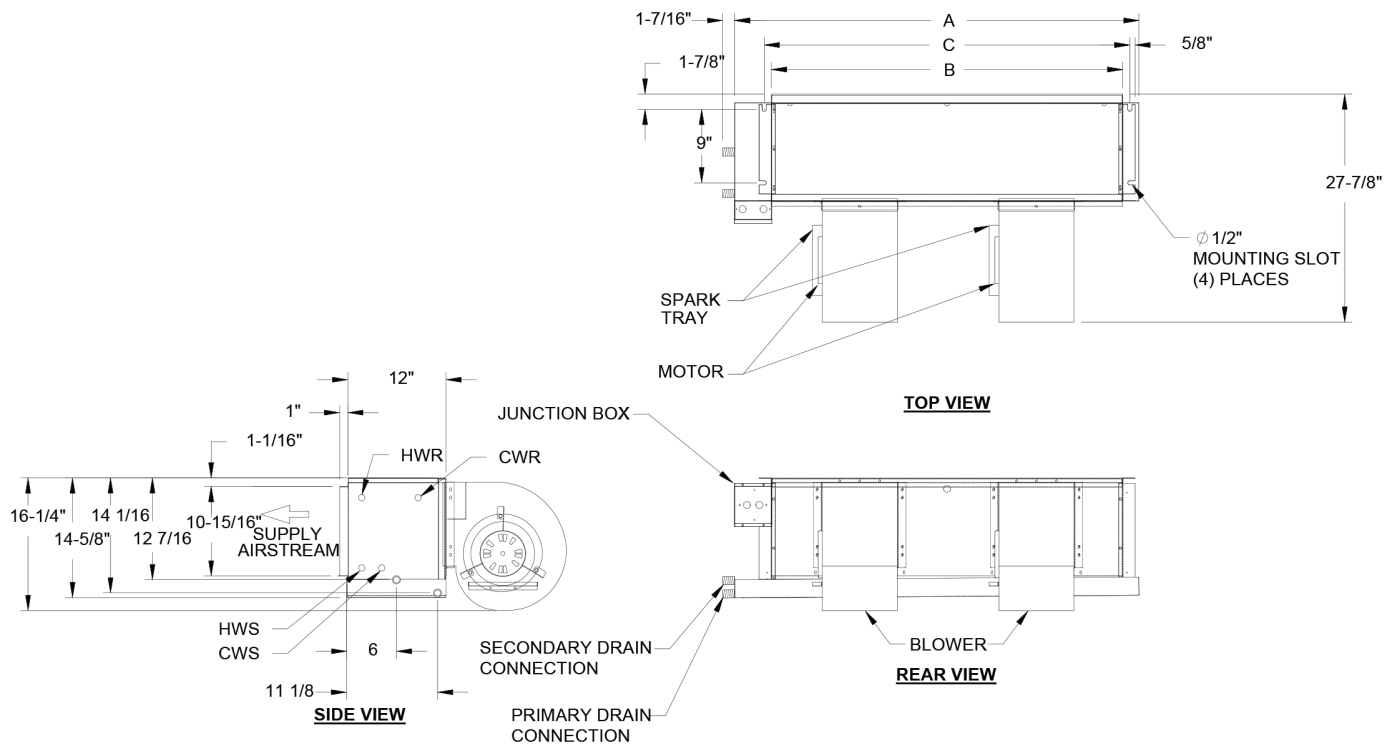 1-7/16"
A
C
5/8"
1-7/8"
B
9"
27-7/8"
Ø 1/2"
MOUNTING SLOT
(4) PLACES
SPARK
TRAY
MOTOR
TOP VIEW
12"
1"
1-1/16"
HWR
CWR
16-1/4"
14-5/8"
14 1/16
12 7/16
10-15/16"
SUPPLY
AIRSTREAM
HWS
CWS
6
11 1/8
SIDE VIEW
JUNCTION BOX
SECONDARY DRAIN
CONNECTION
PRIMARY DRAIN
CONNECTION
BLOWER
REAR VIEW